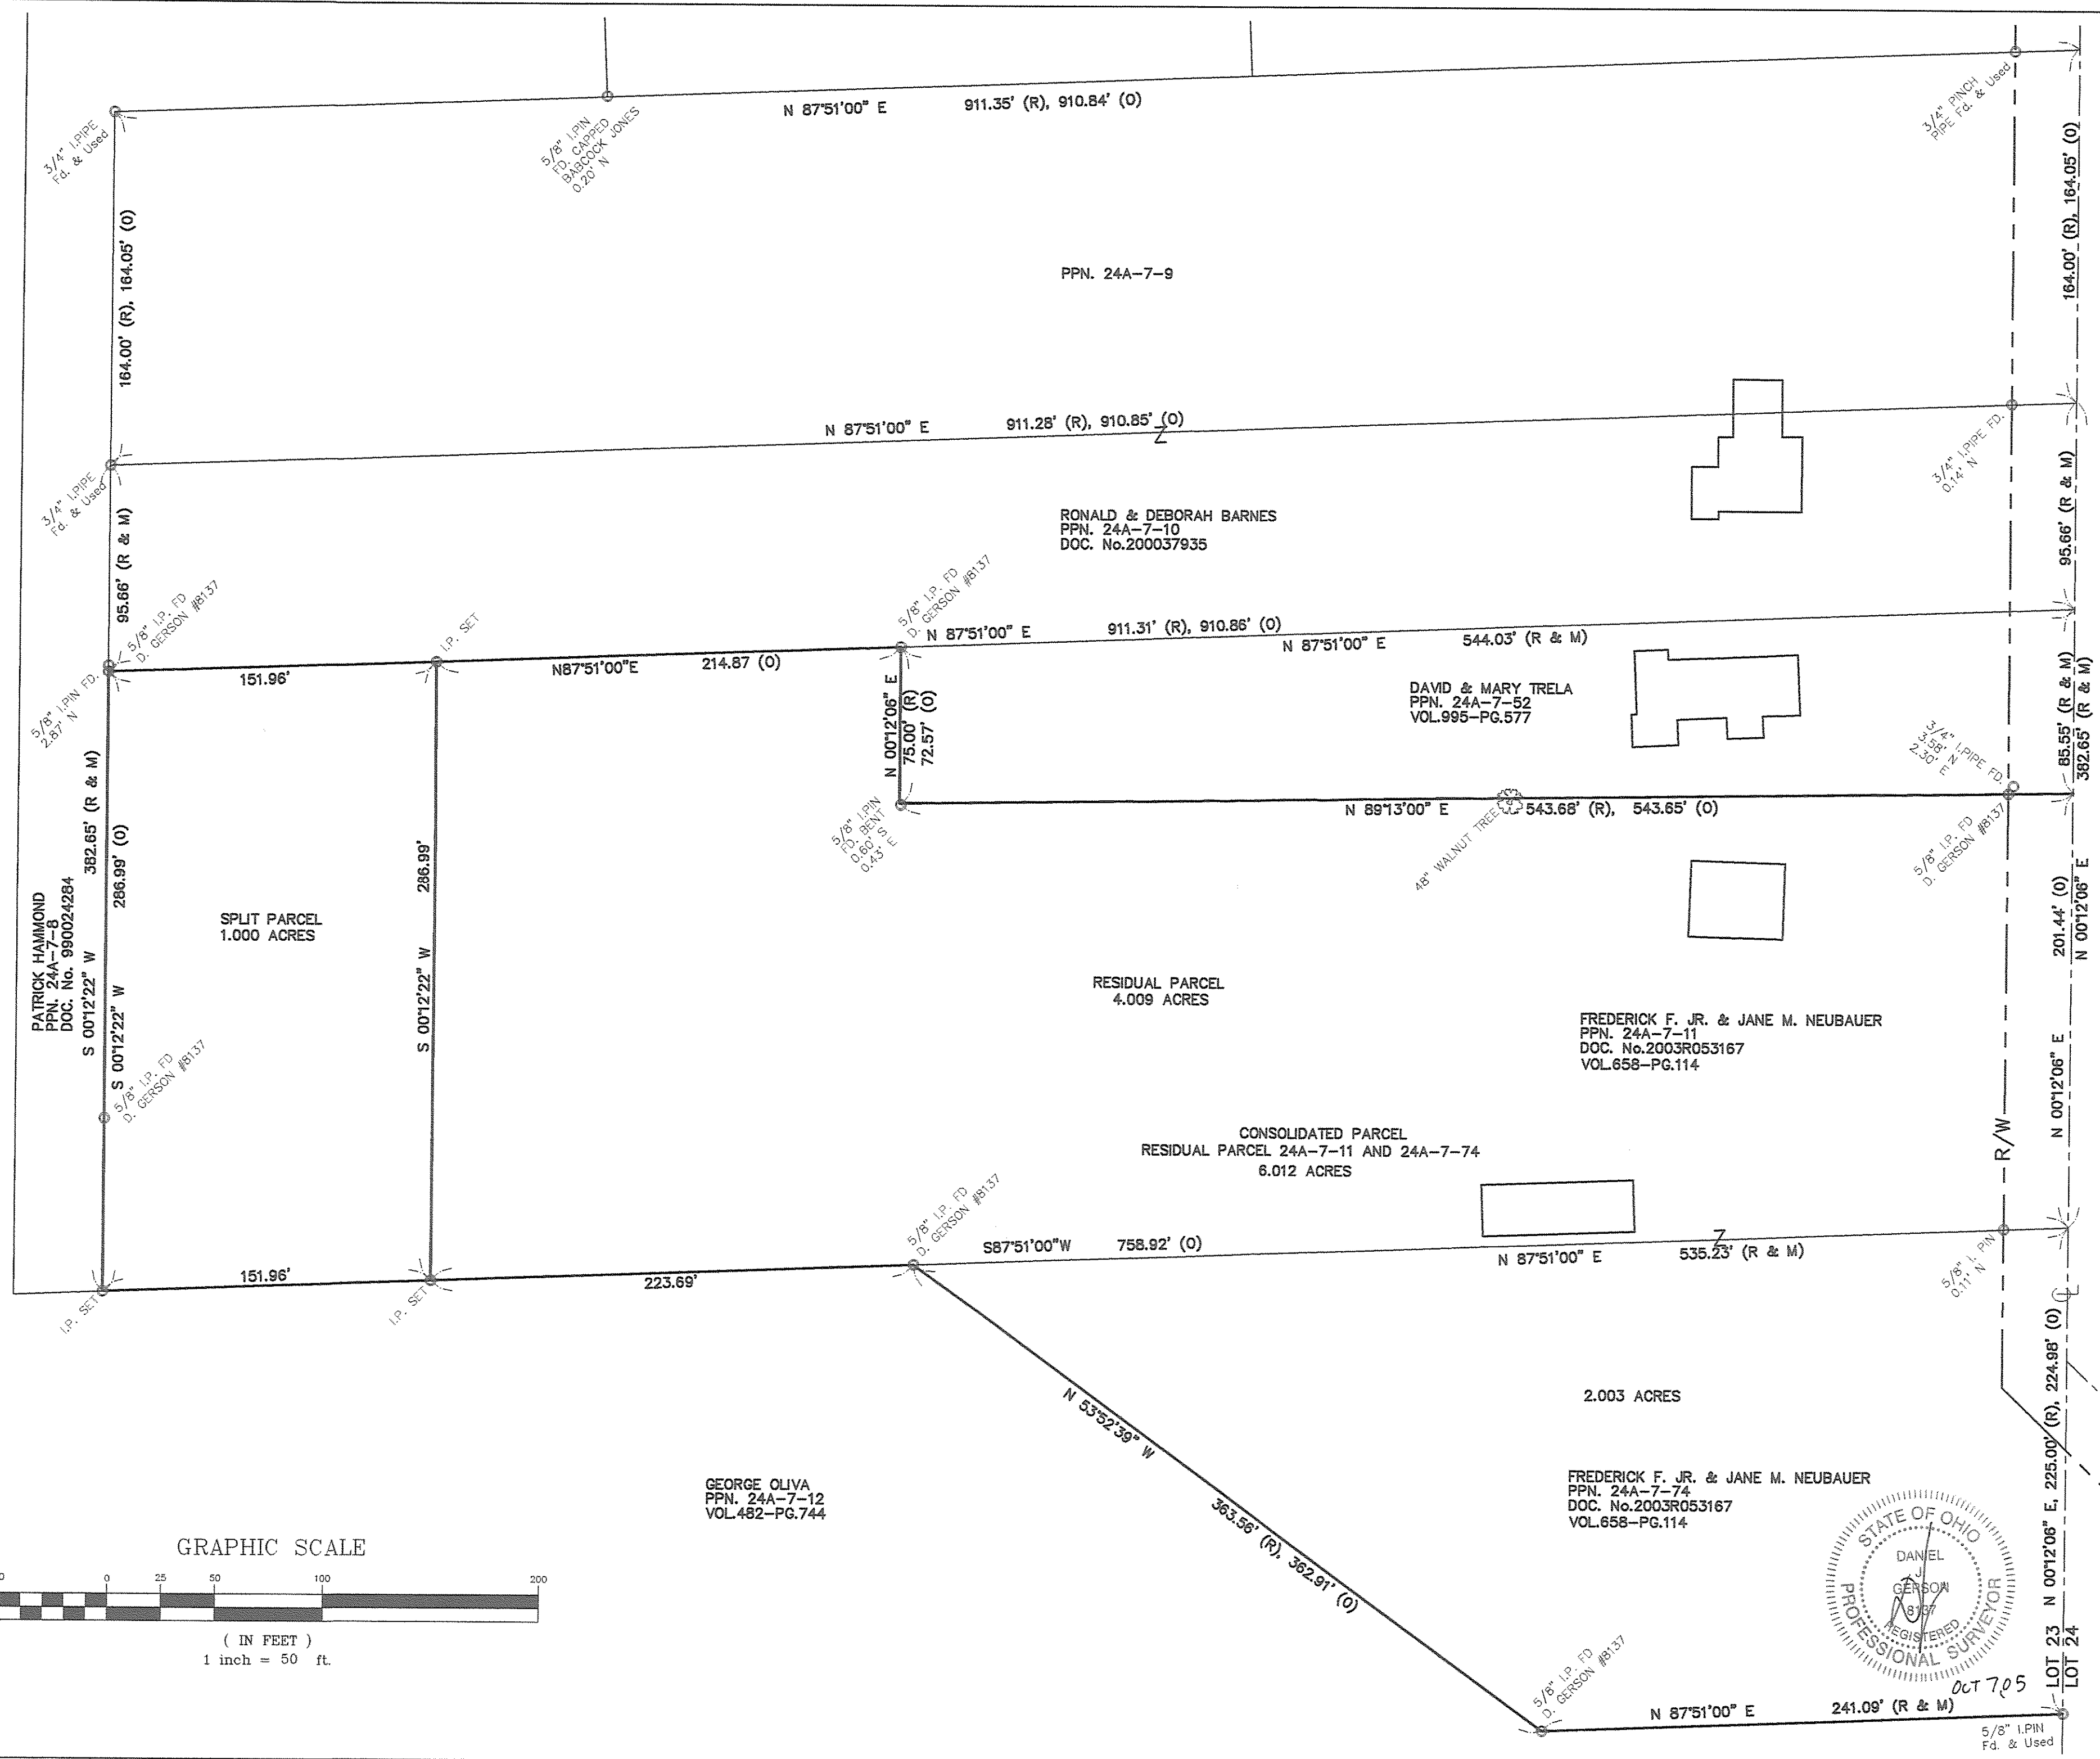 N 87°51'00" E 911.35' (R), 910.84' (O)
3/4" I.PIPE
Fd. & Used
5/8" I.PIN
FD. CAPPED
BABCOCK JONES
0.20' N
3/4" PINCH
PIPE Fd. & Used
164.00' (R), 164.05' (O)
164.00' (R), 164.05' (O)
PPN. 24A-7-9
N 87°51'00" E 911.28' (R), 910.85' (O)
3/4" I.PIPE
Fd. & Used
3/4" I.PIPE FD.
0.14' N
95.66' (R & M)
95.66' (R & M)
RONALD & DEBORAH BARNES
PPN. 24A-7-10
DOC. No.200037935
5/8" I.P. FD
D. GERSON #8137
I.P. SET
5/8" I.P. FD
D. GERSON #8137
N 87°51'00" E 911.31' (R), 910.86' (O)
N 87°51'00" E 544.03' (R & M)
151.96'
N87°51'00"E 214.87 (O)
5/8" I.PIN FD.
2.87' N
N 00°12'06" E
75.00' (R)
72.57' (O)
DAVID & MARY TRELA
PPN. 24A-7-52
VOL.995-PG.577
85.55' (R & M)
382.65' (R & M)
3/4" I.PIPE FD.
3.58' N
2.30' E
5/8" I.PIN
FD. BENT
0.60' S
0.43' E
N 89°13'00" E 543.68' (R), 543.65' (O)
48" WALNUT TREE
5/8" I.P. FD
D. GERSON #8137
PATRICK HAMMOND
PPN. 24A-7-8
DOC. No. 990024284
S 00°12'22" W 382.65' (R & M)
S 00°12'22" W 286.99' (O)
SPLIT PARCEL
1.000 ACRES
S 00°12'22" W 286.99'
201.44' (O)
N 00°12'06" E
N 00°12'06" E
RESIDUAL PARCEL
4.009 ACRES
FREDERICK F. JR. & JANE M. NEUBAUER
PPN. 24A-7-11
DOC. No.2003R053167
VOL.658-PG.114
5/8" I.P. FD
D. GERSON #8137
R/W
CONSOLIDATED PARCEL
RESIDUAL PARCEL 24A-7-11 AND 24A-7-74
6.012 ACRES
5/8" I.P. FD
D. GERSON #8137
S87°51'00"W 758.92' (O)
N 87°51'00" E 535.23' (R & M)
5/8" I. PIN
0.11' N
151.96'
223.69'
I.P. SET
I.P. SET
N 53°52'39" W 363.56' (R), 362.91' (O)
2.003 ACRES
N 00°12'06" E, 225.00' (R), 224.98' (O)
GEORGE OLIVA
PPN. 24A-7-12
VOL.482-PG.744
FREDERICK F. JR. & JANE M. NEUBAUER
PPN. 24A-7-74
DOC. No.2003R053167
VOL.658-PG.114
STATE OF OHIO
DANIEL
J.
GERSON
8137
REGISTERED
PROFESSIONAL SURVEYOR
OCT 7,05
LOT 23
LOT 24
5/8" I.P. FD
D. GERSON #8137
N 87°51'00" E 241.09' (R & M)
5/8" I.PIN
Fd. & Used
GRAPHIC SCALE
0 0 25 50 100 200
( IN FEET )
1 inch = 50 ft.